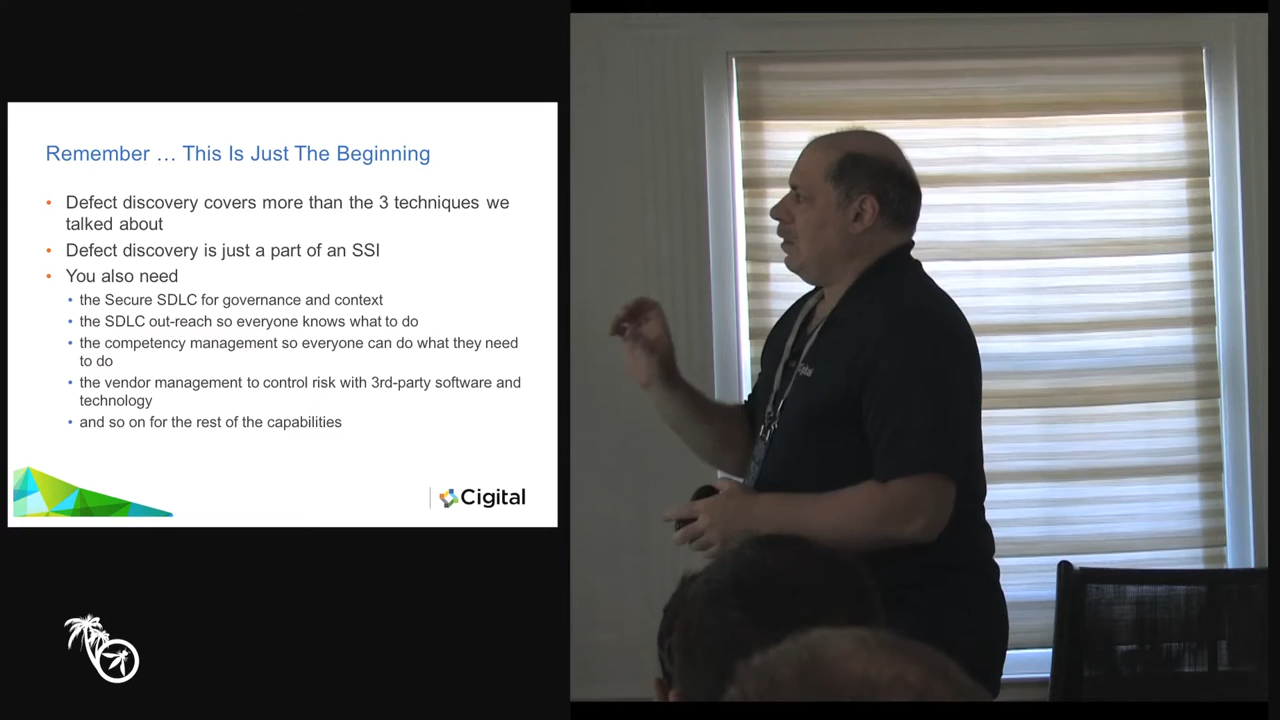 Remember … This Is Just The Beginning
• Defect discovery covers more than the 3 techniques we
talked about
• Defect discovery is just a part of an SSI
• You also need
• the Secure SDLC for governance and context
• the SDLC out-reach so everyone knows what to do
• the competency management so everyone can do what they need
to do
• the vendor management to control risk with 3rd-party software and
technology
• and so on for the rest of the capabilities
Cigital
Cigital